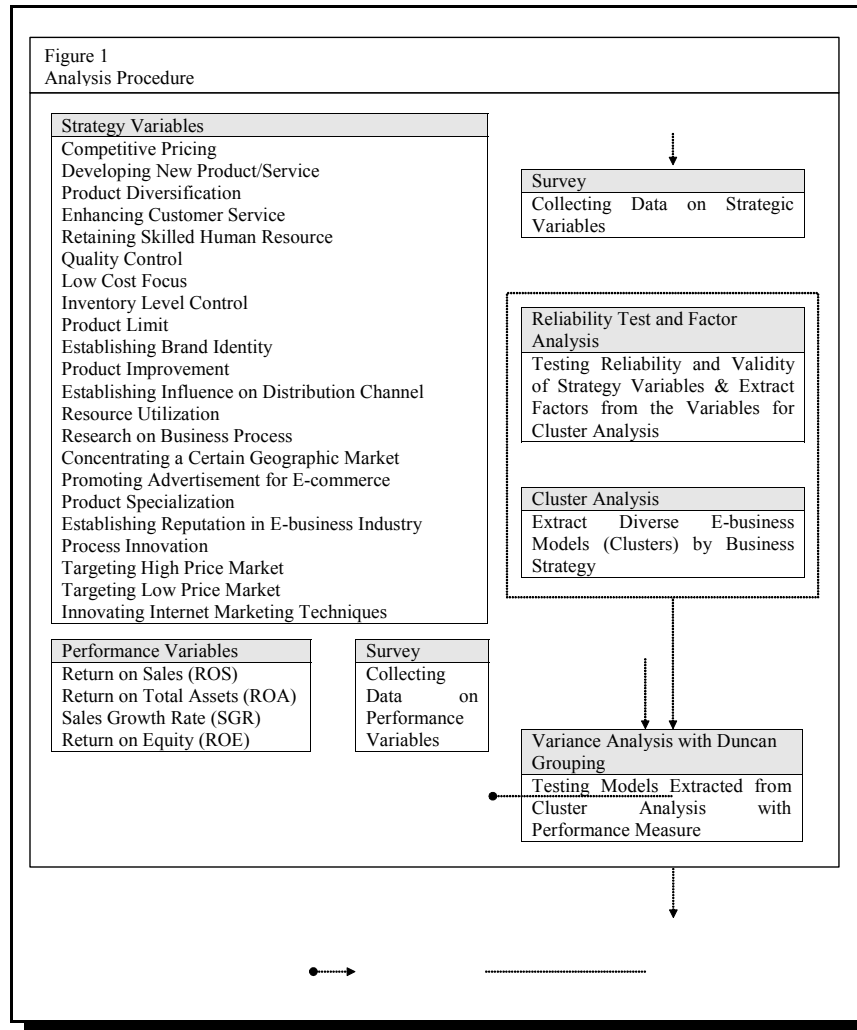 Figure 1
Analysis Procedure
Strategy Variables
Competitive Pricing
Developing New Product/Service
Product Diversification
Enhancing Customer Service
Retaining Skilled Human Resource
Quality Control
Low Cost Focus
Inventory Level Control
Product Limit
Establishing Brand Identity
Product Improvement
Establishing Influence on Distribution Channel
Resource Utilization
Research on Business Process
Concentrating a Certain Geographic Market
Promoting Advertisement for E-commerce
Product Specialization
Establishing Reputation in E-business Industry
Process Innovation
Targeting High Price Market
Targeting Low Price Market
Innovating Internet Marketing Techniques
Survey
Collecting Data on Strategic
Variables
Reliability Test and Factor
Analysis
Testing Reliability and Validity
of Strategy Variables & Extract
Factors from the Variables for
Cluster Analysis
Cluster Analysis
Extract Diverse E-business
Models (Clusters) by Business
Strategy
Performance Variables
Return on Sales (ROS)
Return on Total Assets (ROA)
Sales Growth Rate (SGR)
Return on Equity (ROE)
Survey
Collecting
Data on
Performance
Variables
Variance Analysis with Duncan
Grouping
Testing Models Extracted from
Cluster Analysis with
Performance Measure